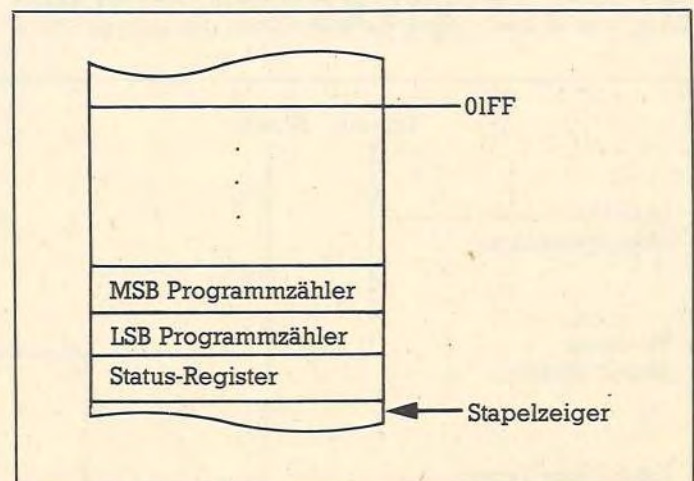 01FF
MSB Programmzähler
LSB Programmzähler
Status-Register
Stapelzeiger